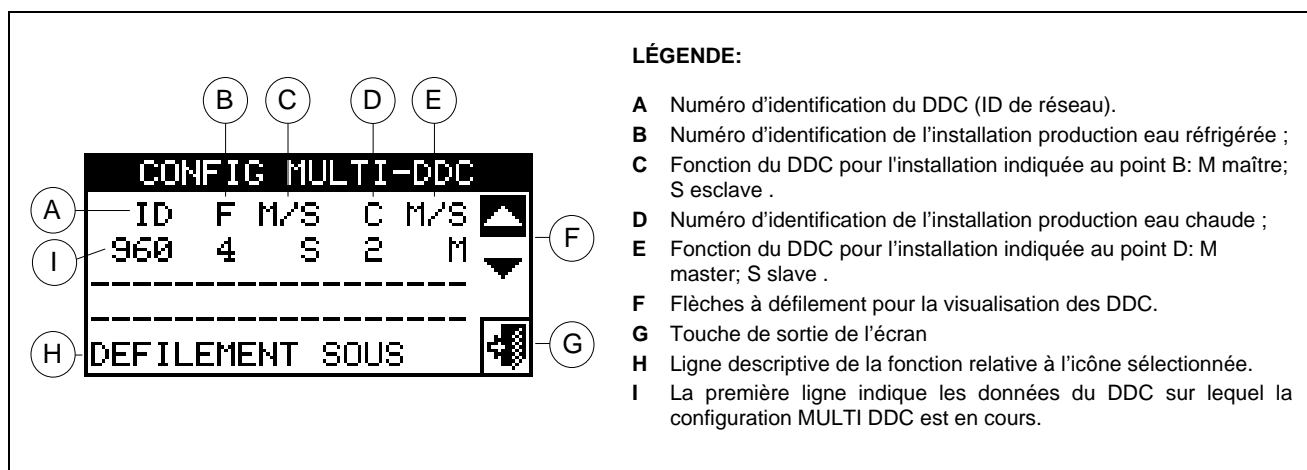 B C D E
CONFIG MULTI-DDC
A ID F M/S C M/S
F
I 960 4 S 2 M
H DEFILEMENT SOUS G
LÉGENDE:
A Numéro d’identification du DDC (ID de réseau).
B Numéro d’identification de l’installation production eau réfrigérée ;
C Fonction du DDC pour l'installation indiquée au point B: M maître;
S esclave .
D Numéro d’identification de l’installation production eau chaude ;
E Fonction du DDC pour l’installation indiquée au point D: M
master; S slave .
F Flèches à défilement pour la visualisation des DDC.
G Touche de sortie de l’écran
H Ligne descriptive de la fonction relative à l’icône sélectionnée.
I La première ligne indique les données du DDC sur lequel la
configuration MULTI DDC est en cours.